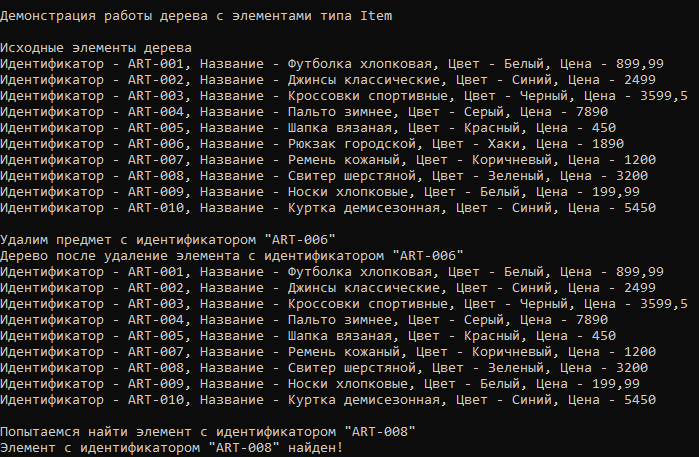 Демонстрация работы дерева с элементами типа Item
Исходные элементы дерева
Идентификатор - ART-001, Название - Футболка хлопковая, Цвет - Белый, Цена - 899,99
Идентификатор - ART-002, Название - Джинсы классические, Цвет - Синий, Цена - 2499
Идентификатор - ART-003, Название - Кроссовки спортивные, Цвет - Черный, Цена - 3599,5
Идентификатор - ART-004, Название - Пальто зимнее, Цвет - Серый, Цена - 7890
Идентификатор - ART-005, Название - Шапка вязаная, Цвет - Красный, Цена - 450
Идентификатор - ART-006, Название - Рюкзак городской, Цвет - Хаки, Цена - 1890
Идентификатор - ART-007, Название - Ремень кожаный, Цвет - Коричневый, Цена - 1200
Идентификатор - ART-008, Название - Свитер шерстяной, Цвет - Зеленый, Цена - 3200
Идентификатор - ART-009, Название - Носки хлопковые, Цвет - Белый, Цена - 199,99
Идентификатор - ART-010, Название - Куртка демисезонная, Цвет - Синий, Цена - 5450
Удалим предмет с идентификатором "ART-006"
Дерево после удаление элемента с идентификатором "ART-006"
Идентификатор - ART-001, Название - Футболка хлопковая, Цвет - Белый, Цена - 899,99
Идентификатор - ART-002, Название - Джинсы классические, Цвет - Синий, Цена - 2499
Идентификатор - ART-003, Название - Кроссовки спортивные, Цвет - Черный, Цена - 3599,5
Идентификатор - ART-004, Название - Пальто зимнее, Цвет - Серый, Цена - 7890
Идентификатор - ART-005, Название - Шапка вязаная, Цвет - Красный, Цена - 450
Идентификатор - ART-007, Название - Ремень кожаный, Цвет - Коричневый, Цена - 1200
Идентификатор - ART-008, Название - Свитер шерстяной, Цвет - Зеленый, Цена - 3200
Идентификатор - ART-009, Название - Носки хлопковые, Цвет - Белый, Цена - 199,99
Идентификатор - ART-010, Название - Куртка демисезонная, Цвет - Синий, Цена - 5450
Попытаемся найти элемент с идентификатором "ART-008"
Элемент с идентификатором "ART-008" найден!